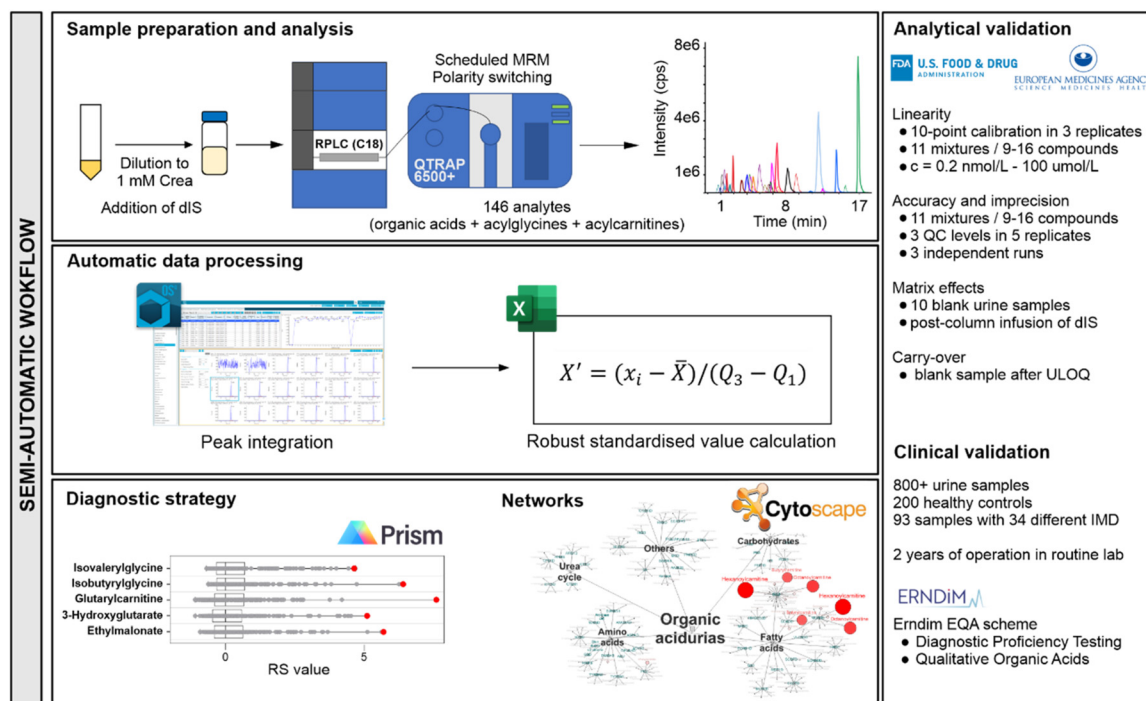 SEMI-AUTOMATIC WOKFLOW
Sample preparation and analysis
Dilution to
1 mM Crea
Addition of dIS
RPLC (C18)
Scheduled MRM
Polarity switching
QTRAP
6500+
146 analytes
(organic acids + acylglycines + acylcarnitines)
Intensity (cps)
8e6
4e6
1e6
1
8
17
Time (min)
Automatic data processing
OS
Peak integration
X
X' = (xᵢ − X̄)/(Q₃ − Q₁)
Robust standardised value calculation
Diagnostic strategy
Prism
Isovalerylglycine
Isobutyrylglycine
Glutarylcarnitine
3-Hydroxyglutarate
Ethylmalonate
0
5
RS value
Networks
Cytoscape
Carbohydrates
Others
Urea
cycle
Hexanoylcarnitine
Organic
acidurias
Amino
acids
Fatty
acids
Analytical validation
FDA U.S. FOOD & DRUG
ADMINISTRATION
EUROPEAN MEDICINES AGENC
SCIENCE MEDICINES HEALT
Linearity
● 10-point calibration in 3 replicates
● 11 mixtures / 9-16 compounds
● c = 0.2 nmol/L - 100 umol/L
Accuracy and imprecision
● 11 mixtures / 9-16 compounds
● 3 QC levels in 5 replicates
● 3 independent runs
Matrix effects
● 10 blank urine samples
● post-column infusion of dIS
Carry-over
● blank sample after ULOQ
Clinical validation
800+ urine samples
200 healthy controls
93 samples with 34 different IMD
2 years of operation in routine lab
ERNDIM
Erndim EQA scheme
● Diagnostic Proficiency Testing
● Qualitative Organic Acids